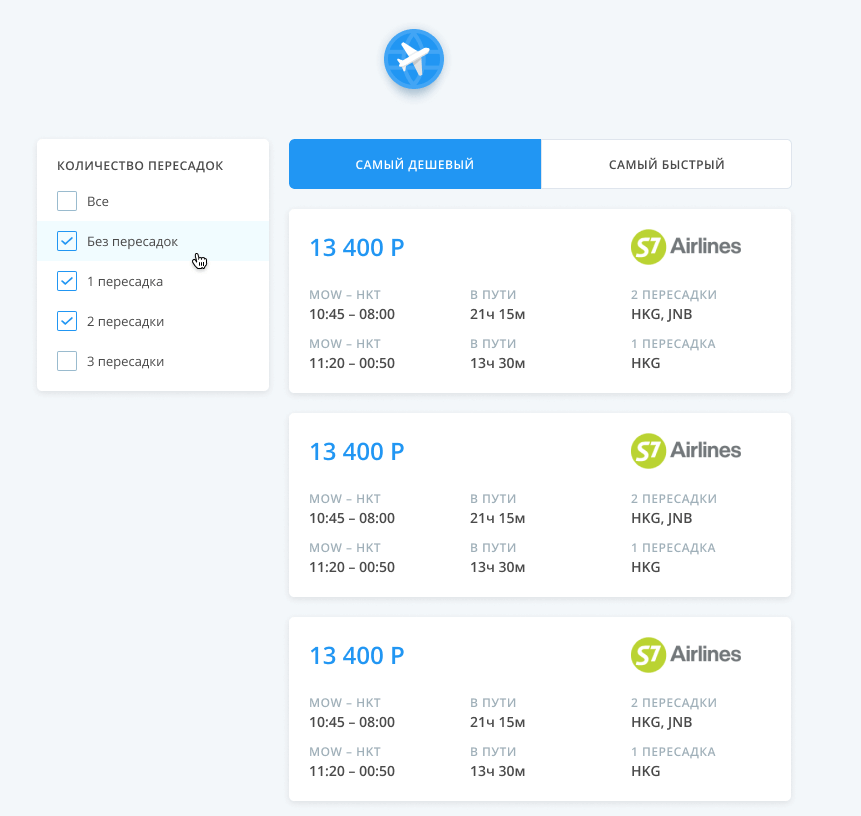 КОЛИЧЕСТВО ПЕРЕСАДОК
Все
Без пересадок
1 пересадка
2 пересадки
3 пересадки
САМЫЙ ДЕШЕВЫЙ САМЫЙ БЫСТРЫЙ
13 400 Р S7 Airlines
MOW – HKT В ПУТИ 2 ПЕРЕСАДКИ
10:45 – 08:00 21ч 15м HKG, JNB
MOW – HKT В ПУТИ 1 ПЕРЕСАДКА
11:20 – 00:50 13ч 30м HKG
13 400 Р S7 Airlines
MOW – HKT В ПУТИ 2 ПЕРЕСАДКИ
10:45 – 08:00 21ч 15м HKG, JNB
MOW – HKT В ПУТИ 1 ПЕРЕСАДКА
11:20 – 00:50 13ч 30м HKG
13 400 Р S7 Airlines
MOW – HKT В ПУТИ 2 ПЕРЕСАДКИ
10:45 – 08:00 21ч 15м HKG, JNB
MOW – HKT В ПУТИ 1 ПЕРЕСАДКА
11:20 – 00:50 13ч 30м HKG